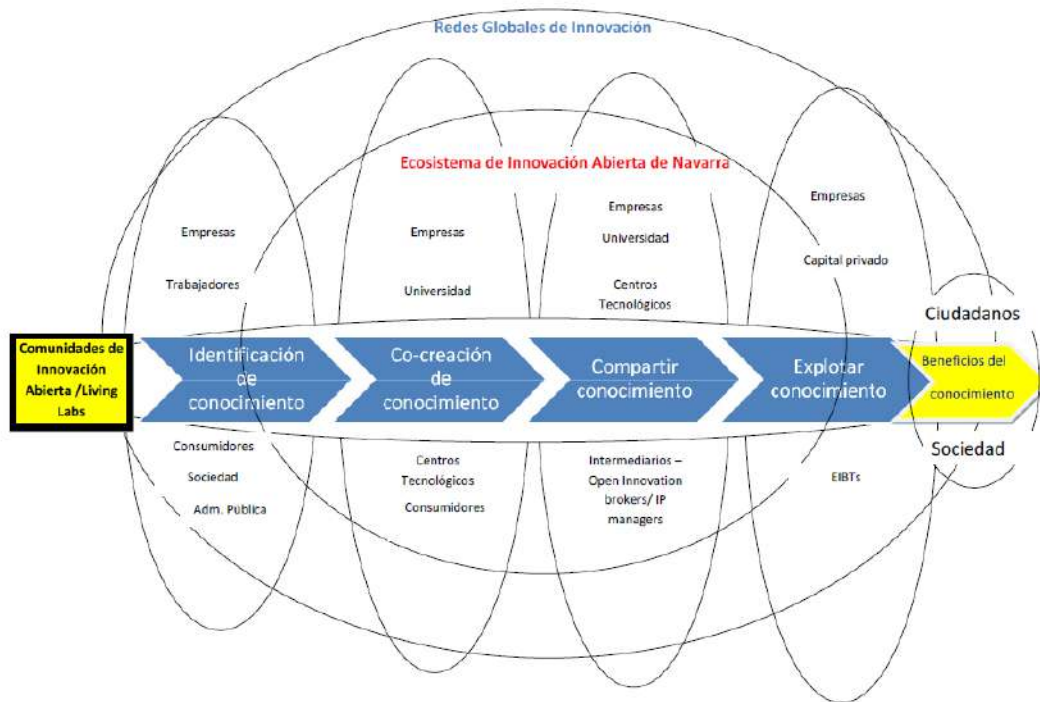 Redes Globales de Innovación
Ecosistema de Innovación Abierta de Navarra
Empresas
Trabajadores
Empresas
Universidad
Empresas
Universidad
Centros
Tecnológicos
Empresas
Capital privado
Ciudadanos
Comunidades de
Innovación
Abierta /Living
Labs
Identificación
de
conocimiento
Co-creación
de
conocimiento
Compartir
conocimiento
Explotar
conocimiento
Beneficios del
conocimiento
Consumidores
Sociedad
Adm. Pública
Centros
Tecnológicos
Consumidores
Intermediarios –
Open Innovation
brokers/ IP
managers
EIBTs
Sociedad